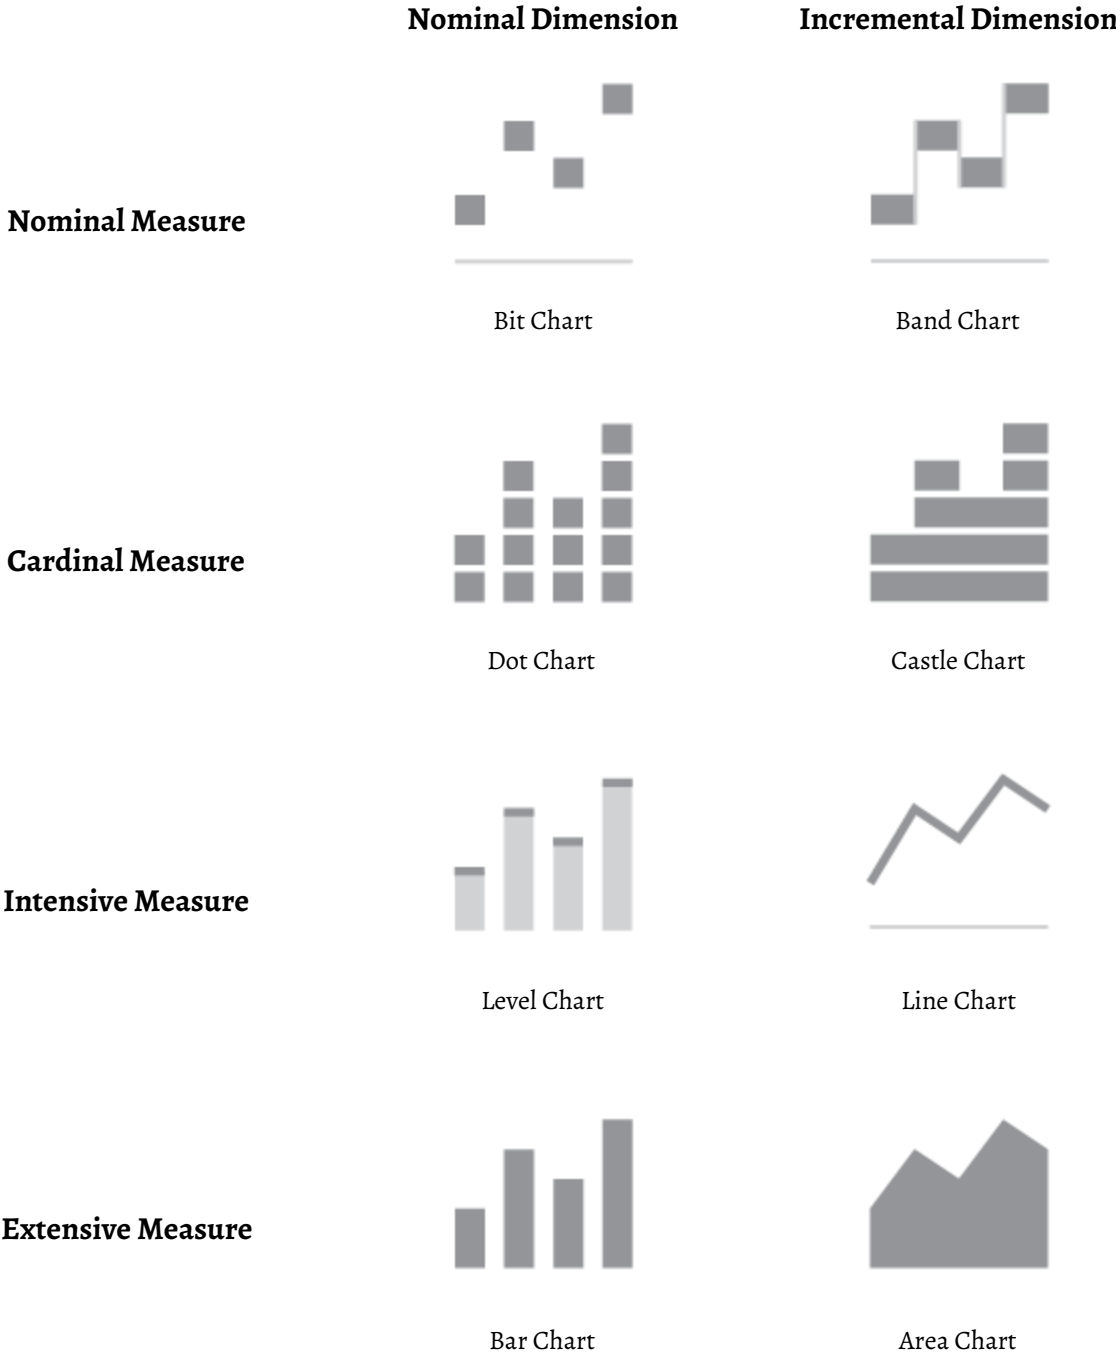 Nominal Dimension
Incremental Dimension
Nominal Measure
Bit Chart
Band Chart
Cardinal Measure
Dot Chart
Castle Chart
Intensive Measure
Level Chart
Line Chart
Extensive Measure
Bar Chart
Area Chart